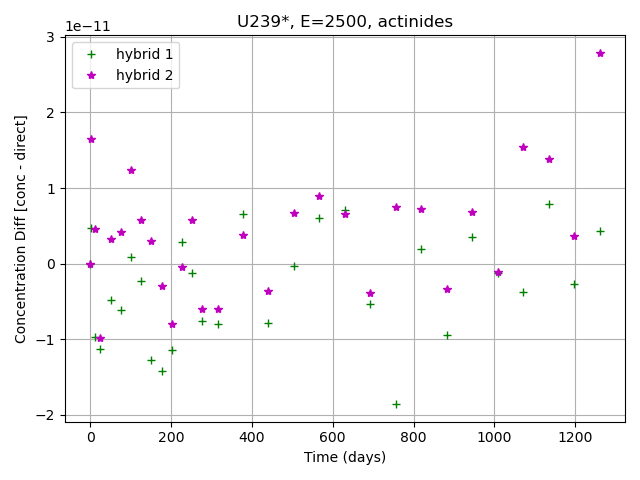 U239*, E=2500, actinides
1e−11
hybrid 1
hybrid 2
3
2
1
0
−1
−2
Concentration Diff [conc - direct]
0 200 400 600 800 1000 1200
Time (days)